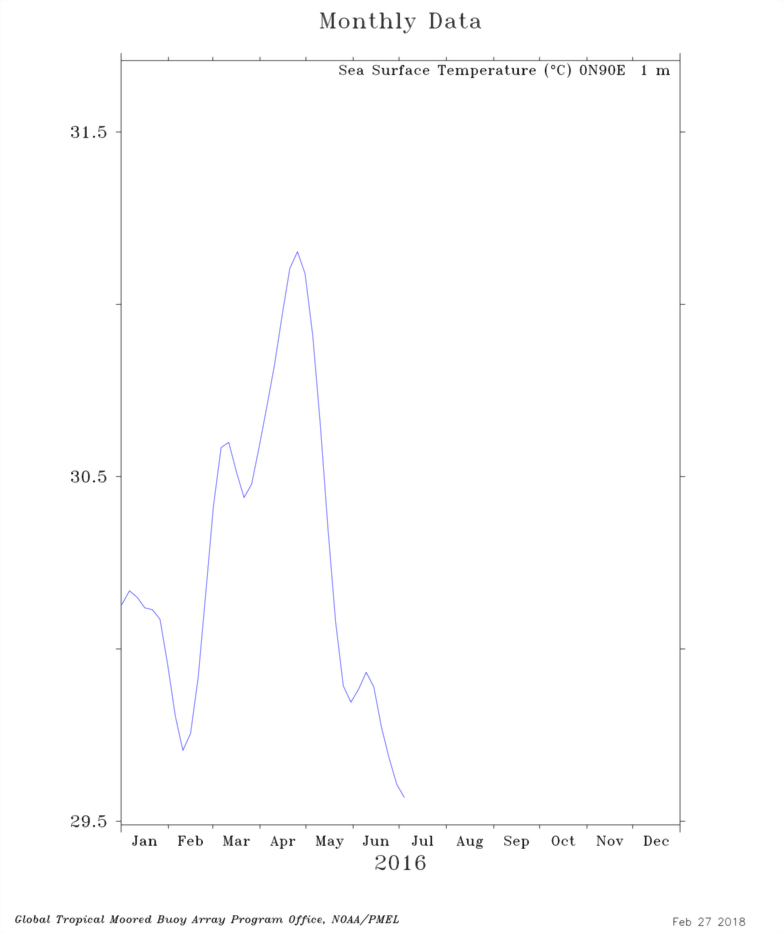 Monthly Data
Sea Surface Temperature (°C) 0N90E 1 m
31.5
30.5
29.5
Jan Feb Mar Apr May Jun Jul Aug Sep Oct Nov Dec
2016
Global Tropical Moored Buoy Array Program Office, NOAA/PMEL
Feb 27 2018